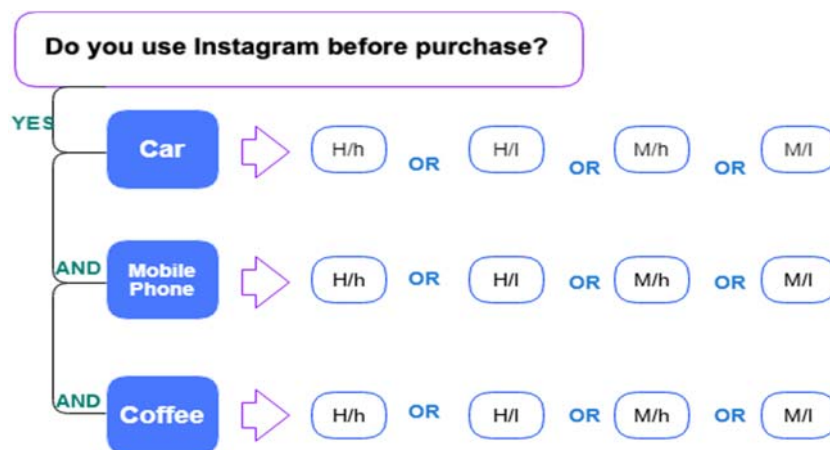 Do you use Instagram before purchase?
YES
Car
H/h OR H/l OR M/h OR M/l
AND
Mobile
Phone
H/h OR H/l OR M/h OR M/l
AND
Coffee
H/h OR H/l OR M/h OR M/l